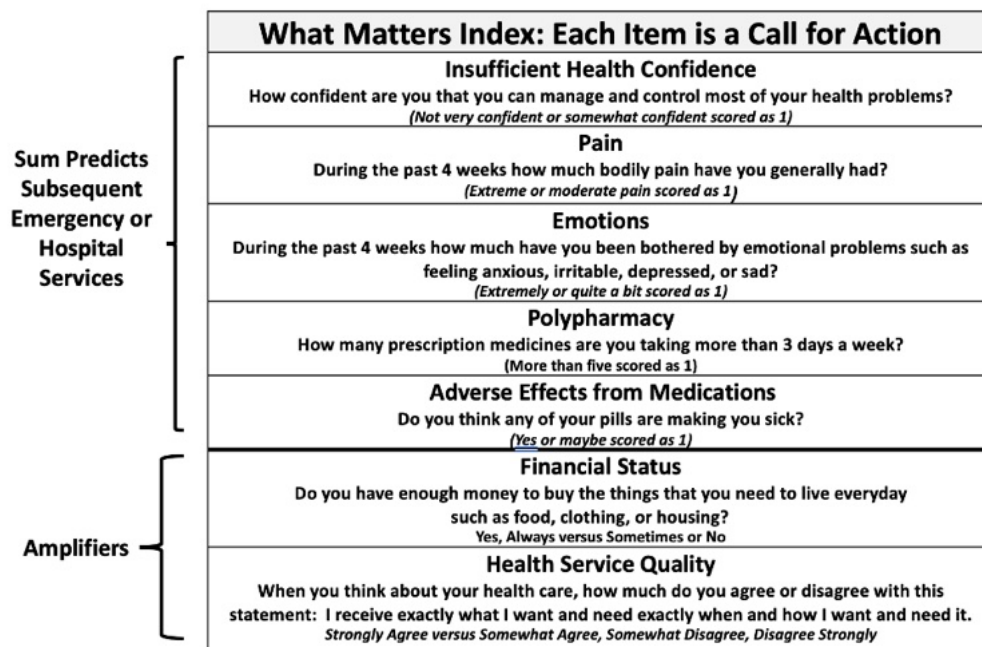 What Matters Index: Each Item is a Call for Action
Sum Predicts
Subsequent
Emergency or
Hospital
Services
Insufficient Health Confidence
How confident are you that you can manage and control most of your health problems?
(Not very confident or somewhat confident scored as 1)
Pain
During the past 4 weeks how much bodily pain have you generally had?
(Extreme or moderate pain scored as 1)
Emotions
During the past 4 weeks how much have you been bothered by emotional problems such as
feeling anxious, irritable, depressed, or sad?
(Extremely or quite a bit scored as 1)
Polypharmacy
How many prescription medicines are you taking more than 3 days a week?
(More than five scored as 1)
Adverse Effects from Medications
Do you think any of your pills are making you sick?
(Yes or maybe scored as 1)
Amplifiers
Financial Status
Do you have enough money to buy the things that you need to live everyday
such as food, clothing, or housing?
Yes, Always versus Sometimes or No
Health Service Quality
When you think about your health care, how much do you agree or disagree with this
statement: I receive exactly what I want and need exactly when and how I want and need it.
Strongly Agree versus Somewhat Agree, Somewhat Disagree, Disagree Strongly